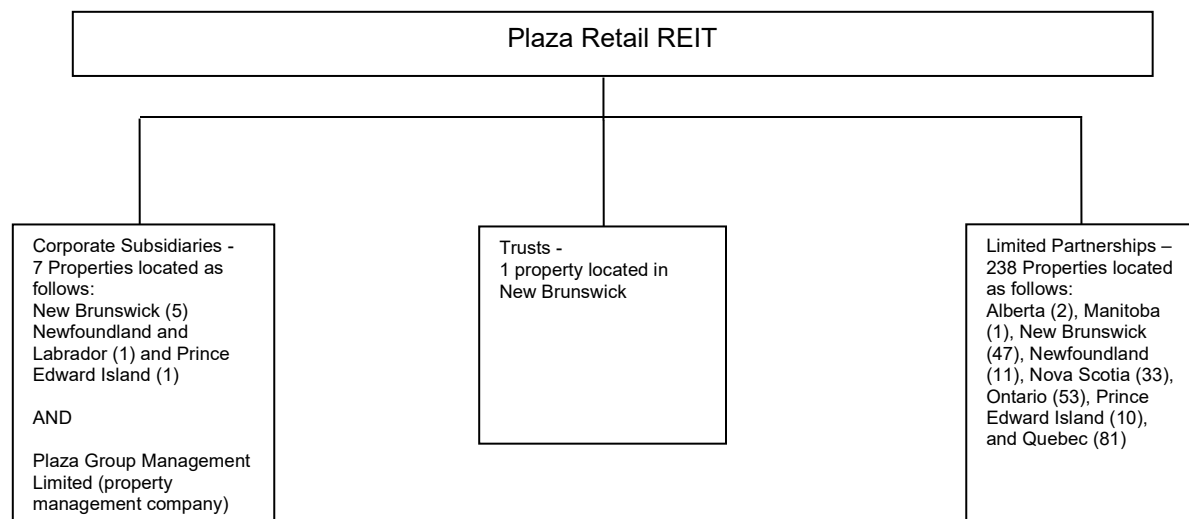 Plaza Retail REIT
Corporate Subsidiaries -
7 Properties located as
follows:
New Brunswick (5)
Newfoundland and
Labrador (1) and Prince
Edward Island (1)
AND
Plaza Group Management
Limited (property
management company)
Trusts -
1 property located in
New Brunswick
Limited Partnerships –
238 Properties located
as follows:
Alberta (2), Manitoba
(1), New Brunswick
(47), Newfoundland
(11), Nova Scotia (33),
Ontario (53), Prince
Edward Island (10),
and Quebec (81)